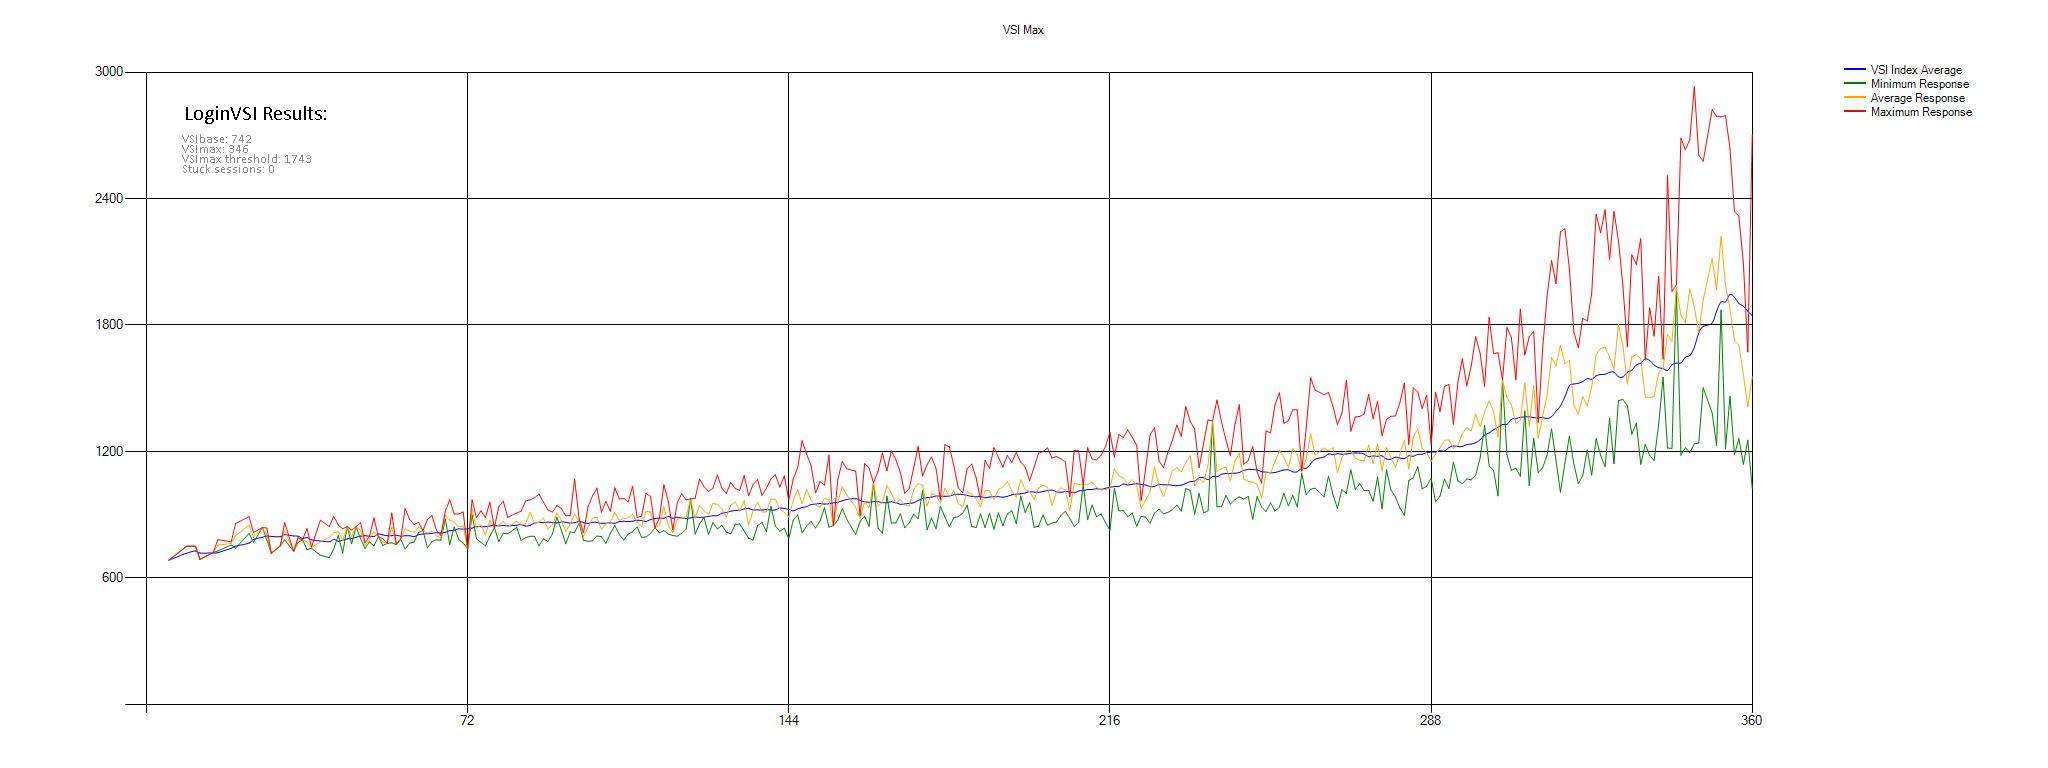 VSI Max
3000
2400
1800
1200
600
LoginVSI Results:
VSIbase: 742
VSImax: 346
VSImax threshold: 1743
Stuck sessions: 0
VSI Index Average
Minimum Response
Average Response
Maximum Response
72
144
216
288
360